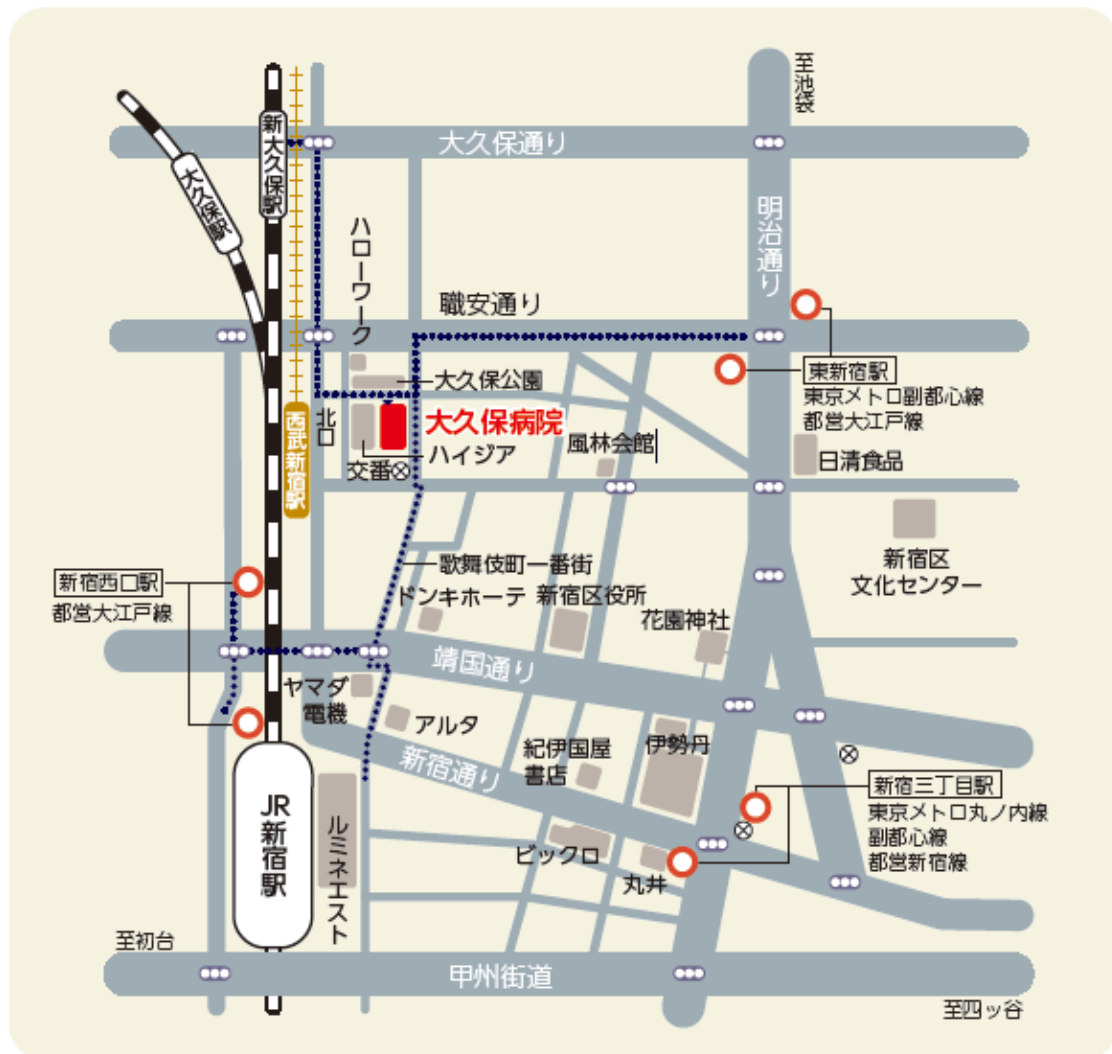 至池袋
大久保通り
新大久保駅
大久保駅
明治通り
ハローワーク
職安通り
東新宿駅
東京メトロ副都心線
都営大江戸線
大久保公園
北口
西武新宿駅
大久保病院
ハイジア
交番
風林会館
日清食品
新宿区
文化センター
歌舞伎町一番街
新宿西口駅
都営大江戸線
ドンキホーテ
新宿区役所
花園神社
靖国通り
ヤマダ
電機
アルタ
新宿通り
紀伊国屋
書店
伊勢丹
新宿三丁目駅
東京メトロ丸ノ内線
副都心線
都営新宿線
JR
新宿駅
ルミネエスト
ビックロ
丸井
至初台
甲州街道
至四ッ谷